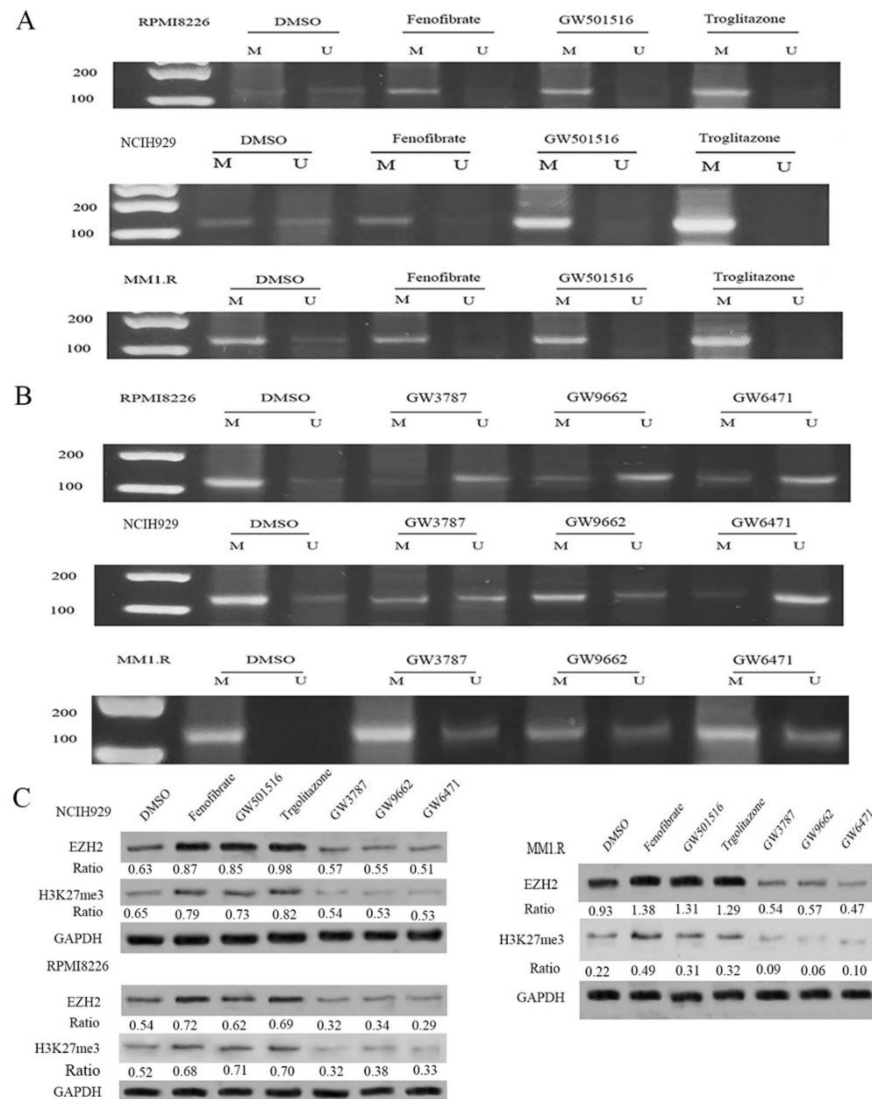 A
RPMI8226 DMSO Fenofibrate GW501516 Troglitazone
M U M U M U M U
200
100
NCIH929 DMSO Fenofibrate GW501516 Troglitazone
M U M U M U M U
200
100
MM1.R DMSO Fenofibrate GW501516 Troglitazone
M U M U M U M U
200
100
B
RPMI8226 DMSO GW3787 GW9662 GW6471
M U M U M U M U
200
100
NCIH929 DMSO GW3787 GW9662 GW6471
M U M U M U M U
200
100
MM1.R DMSO GW3787 GW9662 GW6471
M U M U M U M U
200
100
C
NCIH929 DMSO Fenofibrate GW501516 Trgolitazone GW3787 GW9662 GW6471
EZH2
Ratio 0.63 0.87 0.85 0.98 0.57 0.55 0.51
H3K27me3
Ratio 0.65 0.79 0.73 0.82 0.54 0.53 0.53
GAPDH
RPMI8226
EZH2
Ratio 0.54 0.72 0.62 0.69 0.32 0.34 0.29
H3K27me3
Ratio 0.52 0.68 0.71 0.70 0.32 0.38 0.33
GAPDH
MM1.R DMSO Fenofibrate GW501516 Trgolitazone GW3787 GW9662 GW6471
EZH2
Ratio 0.93 1.38 1.31 1.29 0.54 0.57 0.47
H3K27me3
Ratio 0.22 0.49 0.31 0.32 0.09 0.06 0.10
GAPDH